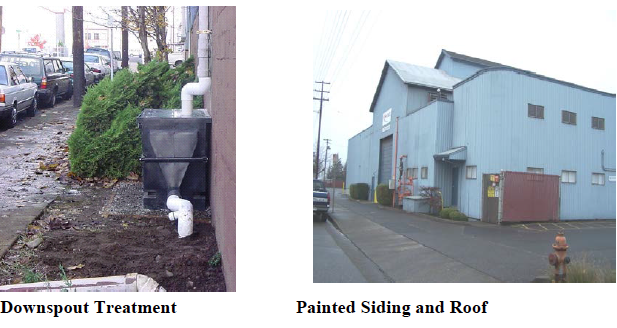 Downspout Treatment
Painted Siding and Roof